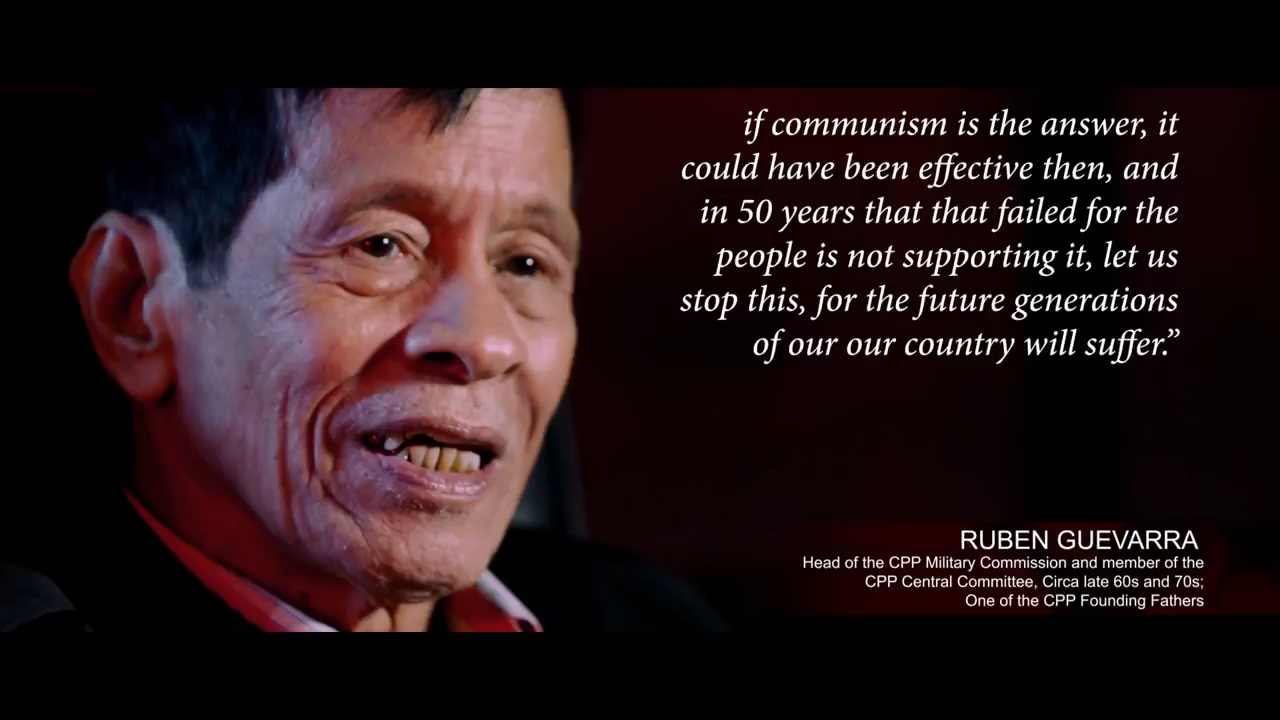 if communism is the answer, it
could have been effective then, and
in 50 years that that failed for the
people is not supporting it, let us
stop this, for the future generations
of our our country will suffer.”
RUBEN GUEVARRA
Head of the CPP Military Commission and member of the
CPP Central Committee, Circa late 60s and 70s;
One of the CPP Founding Fathers